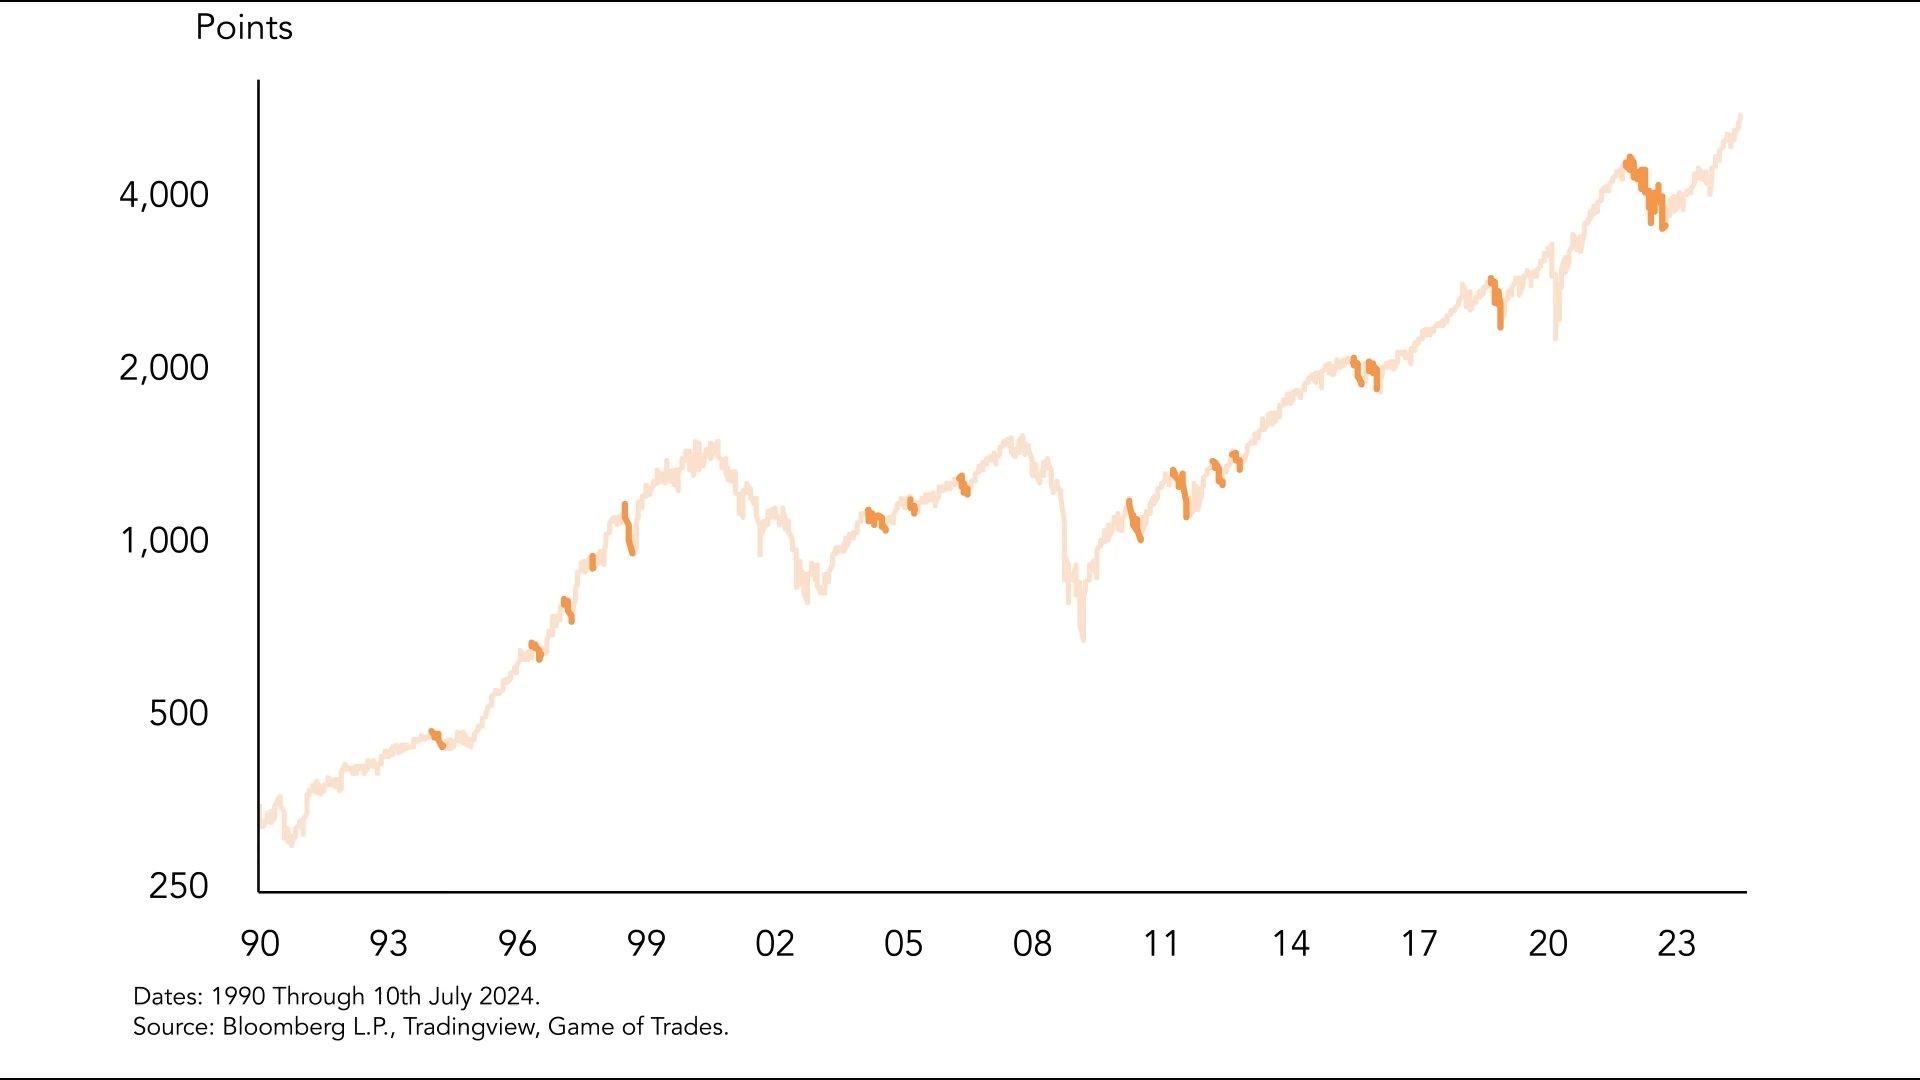 Points
4,000
2,000
1,000
500
250
90 93 96 99 02 05 08 11 14 17 20 23
Dates: 1990 Through 10th July 2024.
Source: Bloomberg L.P., Tradingview, Game of Trades.